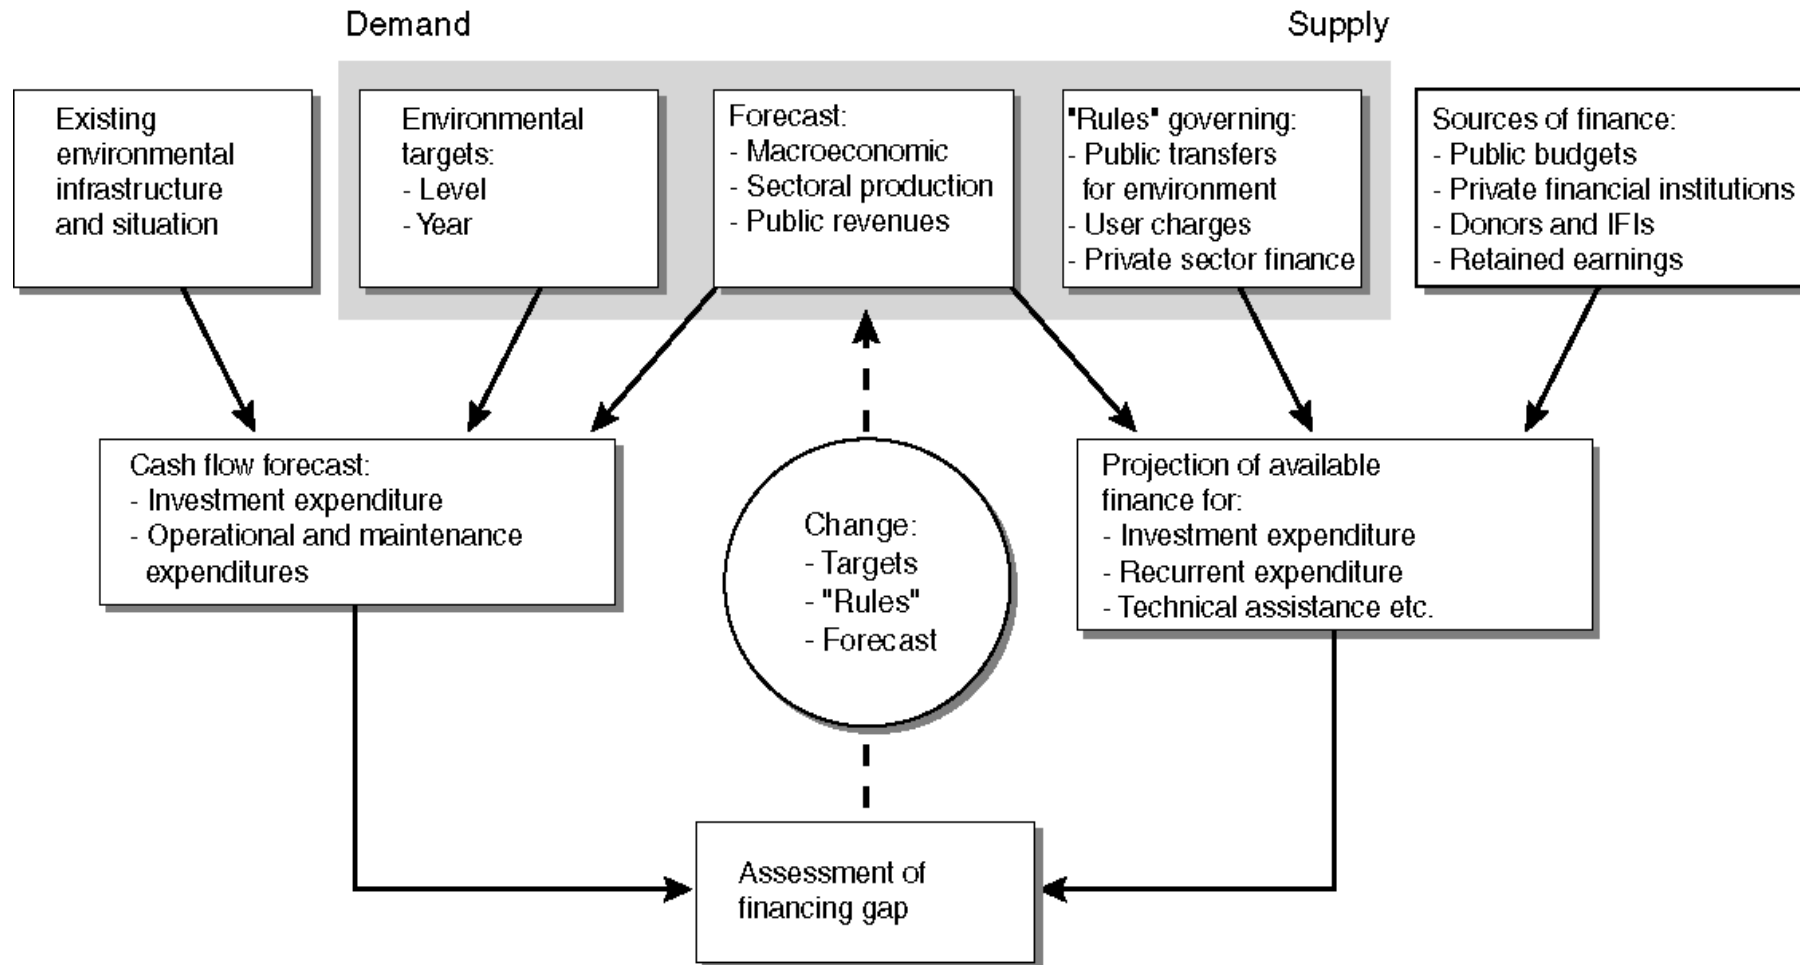 Demand
Supply
Existing
environmental
infrastructure
and situation
Environmental
targets:
- Level
- Year
Forecast:
- Macroeconomic
- Sectoral production
- Public revenues
"Rules" governing:
- Public transfers
for environment
- User charges
- Private sector finance
Sources of finance:
- Public budgets
- Private financial institutions
- Donors and IFIs
- Retained earnings
Cash flow forecast:
- Investment expenditure
- Operational and maintenance
expenditures
Change:
- Targets
- "Rules"
- Forecast
Projection of available
finance for:
- Investment expenditure
- Recurrent expenditure
- Technical assistance etc.
Assessment of
financing gap